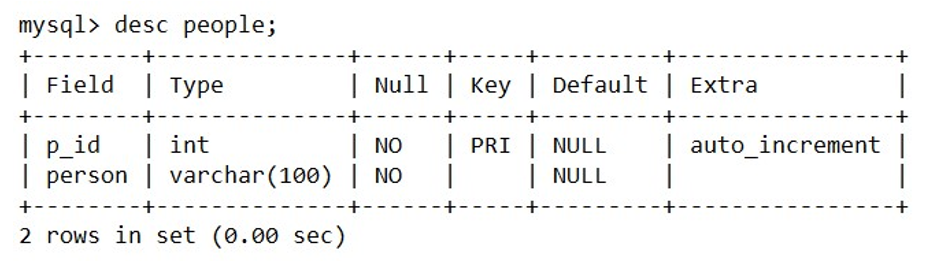 mysql> desc people;
+--------+--------------+------+-----+---------+----------------+
| Field  | Type         | Null | Key | Default | Extra          |
+--------+--------------+------+-----+---------+----------------+
| p_id   | int          | NO   | PRI | NULL    | auto_increment |
| person | varchar(100) | NO   |     | NULL    |                |
+--------+--------------+------+-----+---------+----------------+
2 rows in set (0.00 sec)